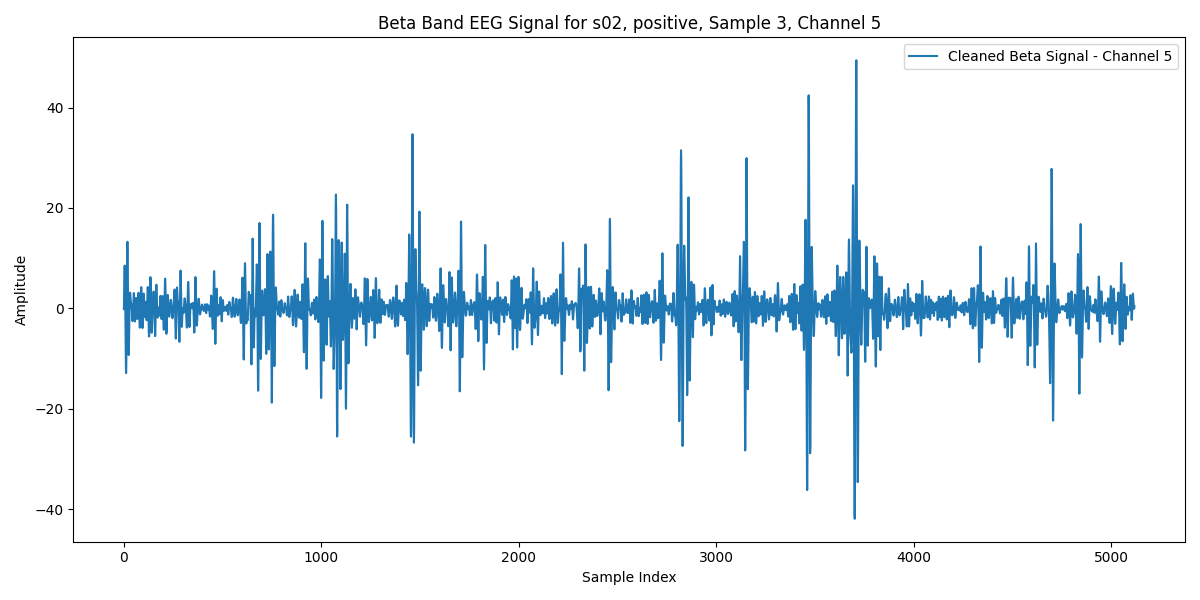 Beta Band EEG Signal for s02, positive, Sample 3, Channel 5
Cleaned Beta Signal - Channel 5
Amplitude
40
20
0
−20
−40
0 1000 2000 3000 4000 5000
Sample Index